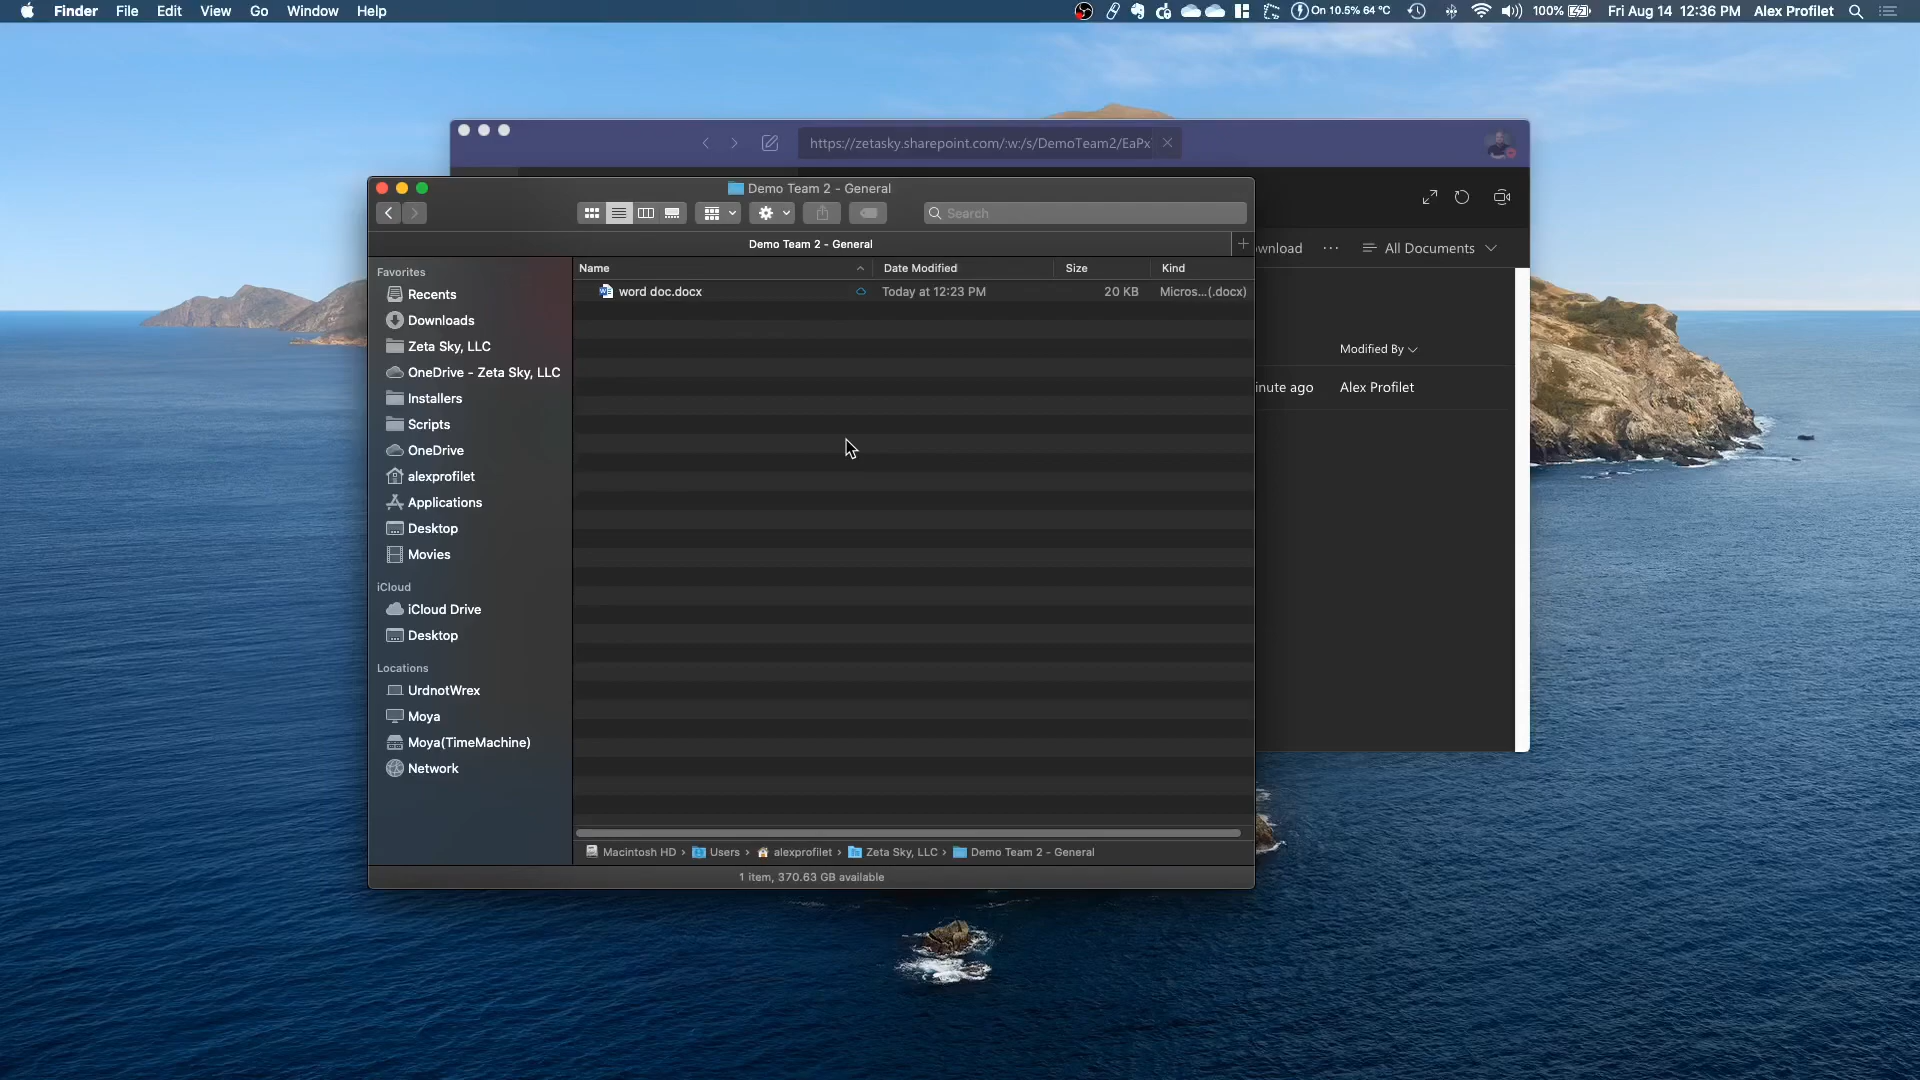 Finder File Edit View Go Window Help On 10.5% 64 °C 100% Fri Aug 14 12:36 PM Alex Profilet
https://zetasky.sharepoint.com/:w:/s/DemoTeam2/EaPx
Demo Team 2 - General
Search
Demo Team 2 - General
wnload ··· All Documents
Favorites
Name Date Modified Size Kind
Recents
word doc.docx Today at 12:23 PM 20 KB Micros...(.docx)
Downloads
Zeta Sky, LLC
Modified By
OneDrive - Zeta Sky, LLC
inute ago Alex Profilet
Installers
Scripts
OneDrive
alexprofilet
Applications
Desktop
Movies
iCloud
iCloud Drive
Desktop
Locations
UrdnotWrex
Moya
Moya(TimeMachine)
Network
Macintosh HD › Users › alexprofilet › Zeta Sky, LLC › Demo Team 2 - General
1 item, 370.63 GB available